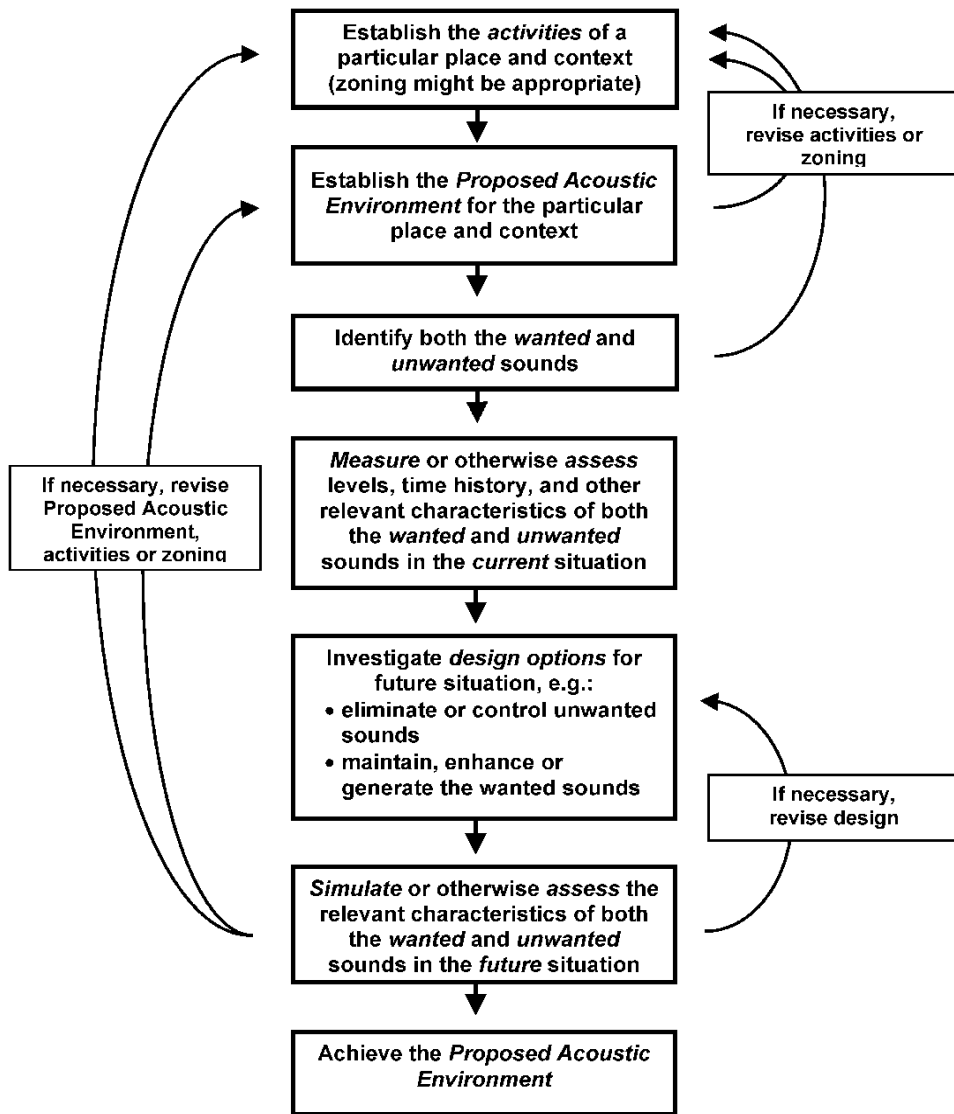 Establish the activities of a
particular place and context
(zoning might be appropriate)
If necessary,
revise activities or
zoning
Establish the Proposed Acoustic
Environment for the particular
place and context
Identify both the wanted and
unwanted sounds
Measure or otherwise assess
levels, time history, and other
relevant characteristics of both
the wanted and unwanted
sounds in the current situation
If necessary, revise
Proposed Acoustic
Environment,
activities or zoning
Investigate design options for
future situation, e.g.:
• eliminate or control unwanted
sounds
• maintain, enhance or
generate the wanted sounds
If necessary,
revise design
Simulate or otherwise assess the
relevant characteristics of both
the wanted and unwanted
sounds in the future situation
Achieve the Proposed Acoustic
Environment